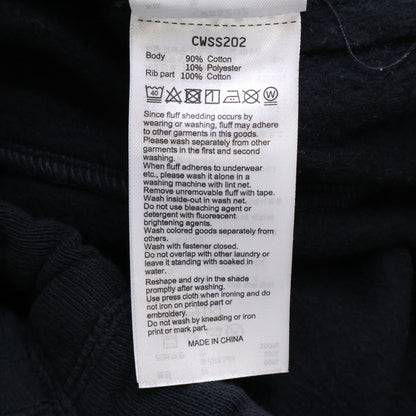 CWSS202
Body 90% Cotton
10% Polyester
Rib part 100% Cotton
40
W
Since fluff shedding occurs by
wearing or washing, fluff may adhere
to other garments in this goods.
Please wash separately from other
garments in the first and second
washing.
When fluff adheres to underwear
etc., please wash it alone in a
washing machine with lint net.
Remove unremovable fluff with tape.
Wash inside-out in wash net.
Do not use bleaching agent or
detergent with fluorescent
brightening agents.
Wash colored goods separately from
others.
Wash with fastener closed.
Do not overlap with other laundry or
leave it standing with soaked in
water.
Reshape and dry in the shade
promptly after washing.
Use press cloth when ironing and do
not iron on printed part or
embroidery.
Do not wash by kneading or iron
print or mark part.
MADE IN CHINA